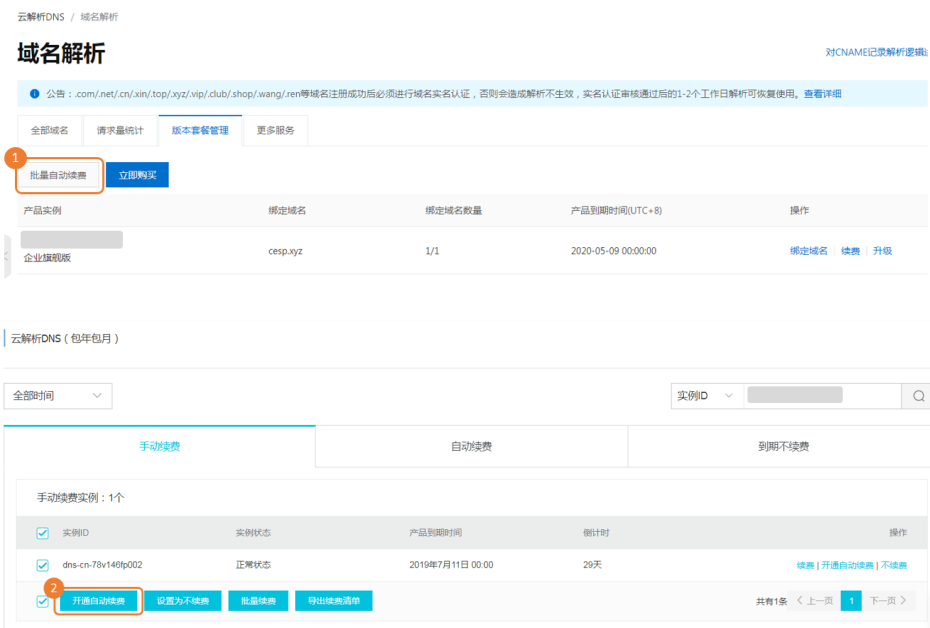 云解析DNS / 域名解析
域名解析
对CNAME记录解析逻辑
公告：.com/.net/.cn/.xin/.top/.xyz/.vip/.club/.shop/.wang/.ren等域名注册成功后必须进行域名实名认证，否则会造成解析不生效，实名认证审核通过后的1-2个工作日解析可恢复使用。查看详细
全部域名 请求量统计 版本套餐管理 更多服务
1
批量自动续费 立即购买
产品实例 绑定域名 绑定域名数量 产品到期时间(UTC+8) 操作
企业旗舰版 cesp.xyz 1/1 2020-05-09 00:00:00 绑定域名 | 续费 | 升级
云解析DNS（包年包月）
全部时间 实例ID
手动续费 自动续费 到期不续费
手动续费实例：1个
实例ID 实例状态 产品到期时间 倒计时 操作
dns-cn-78v146fp002 正常状态 2019年7月11日 00:00 29天 续费 | 开通自动续费 | 不续费
2
开通自动续费 设置为不续费 批量续费 导出续费清单 共有1条 < 上一页 1 下一页 >